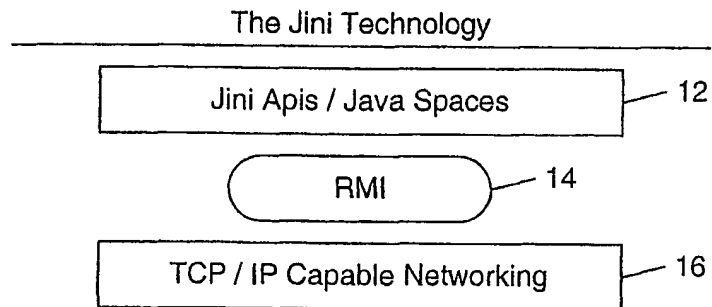 The Jini Technology
Jini Apis / Java Spaces
12
RMI
14
TCP / IP Capable Networking
16